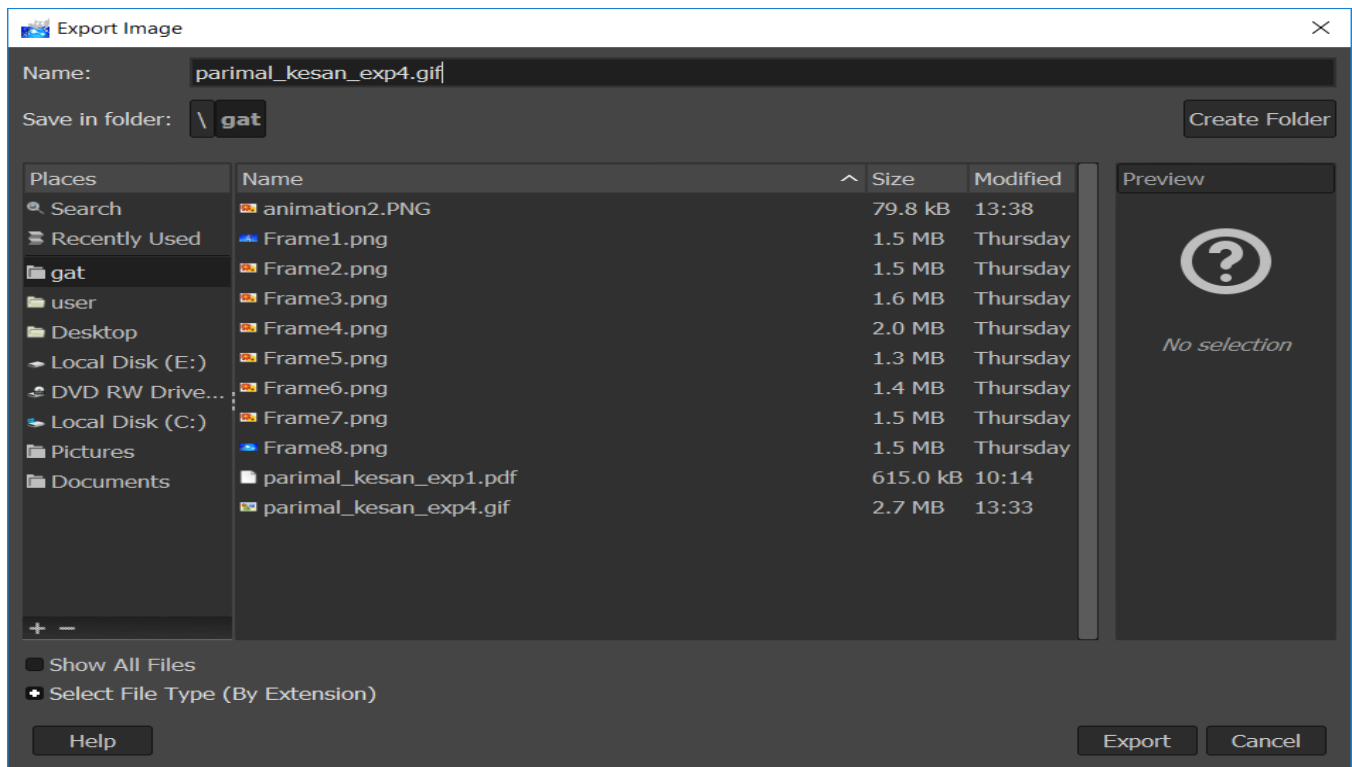 Export Image
Name: parimal_kesan_exp4.gif
Save in folder: \ gat Create Folder
Places Name Size Modified Preview
Search animation2.PNG 79.8 kB 13:38
Recently Used Frame1.png 1.5 MB Thursday
gat Frame2.png 1.5 MB Thursday
user Frame3.png 1.6 MB Thursday
Desktop Frame4.png 2.0 MB Thursday
No selection
Local Disk (E:) Frame5.png 1.3 MB Thursday
DVD RW Drive... Frame6.png 1.4 MB Thursday
Local Disk (C:) Frame7.png 1.5 MB Thursday
Pictures Frame8.png 1.5 MB Thursday
Documents parimal_kesan_exp1.pdf 615.0 kB 10:14
parimal_kesan_exp4.gif 2.7 MB 13:33
Show All Files
Select File Type (By Extension)
Help Export Cancel